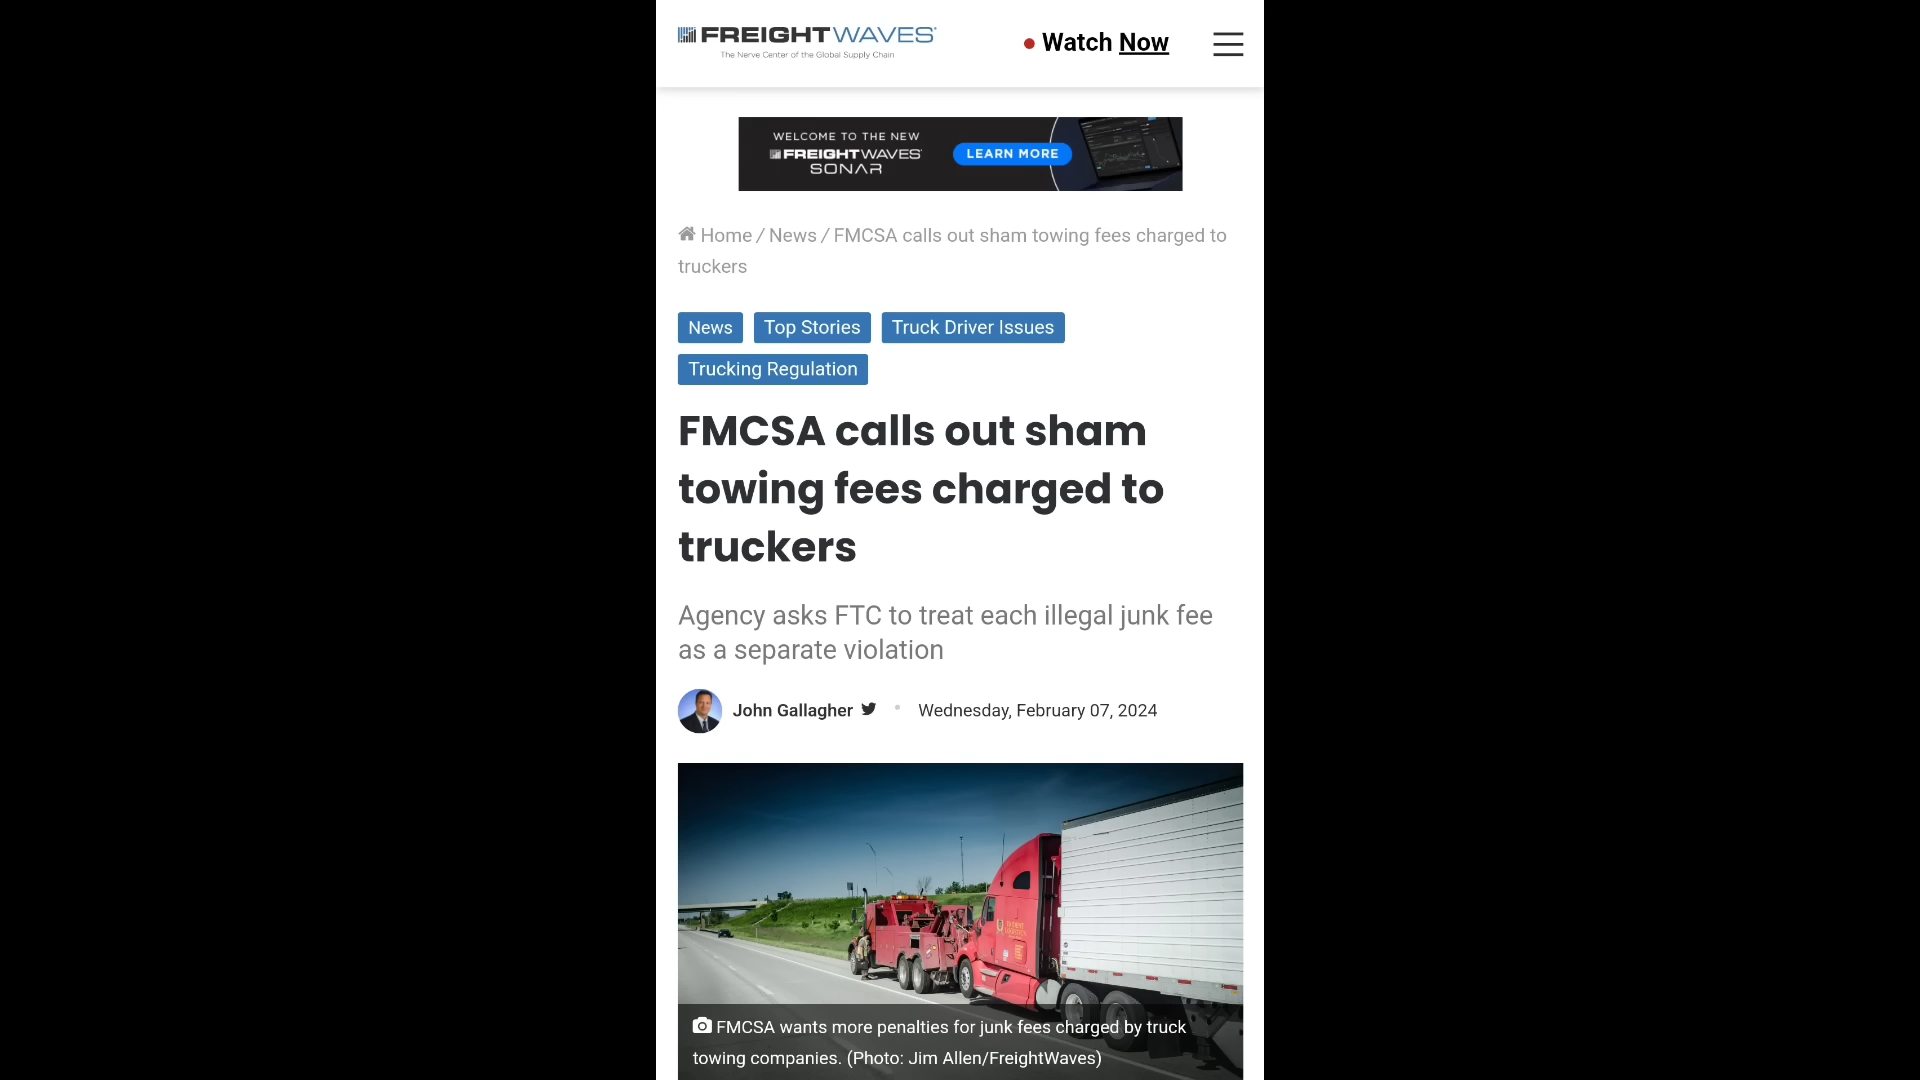 FREIGHTWAVES
The Nerve Center of the Global Supply Chain
Watch Now
WELCOME TO THE NEW
FREIGHTWAVES
SONAR
LEARN MORE
Home / News / FMCSA calls out sham towing fees charged to
truckers
News Top Stories Truck Driver Issues
Trucking Regulation
FMCSA calls out sham
towing fees charged to
truckers
Agency asks FTC to treat each illegal junk fee
as a separate violation
John Gallagher
Wednesday, February 07, 2024
FMCSA wants more penalties for junk fees charged by truck
towing companies. (Photo: Jim Allen/FreightWaves)